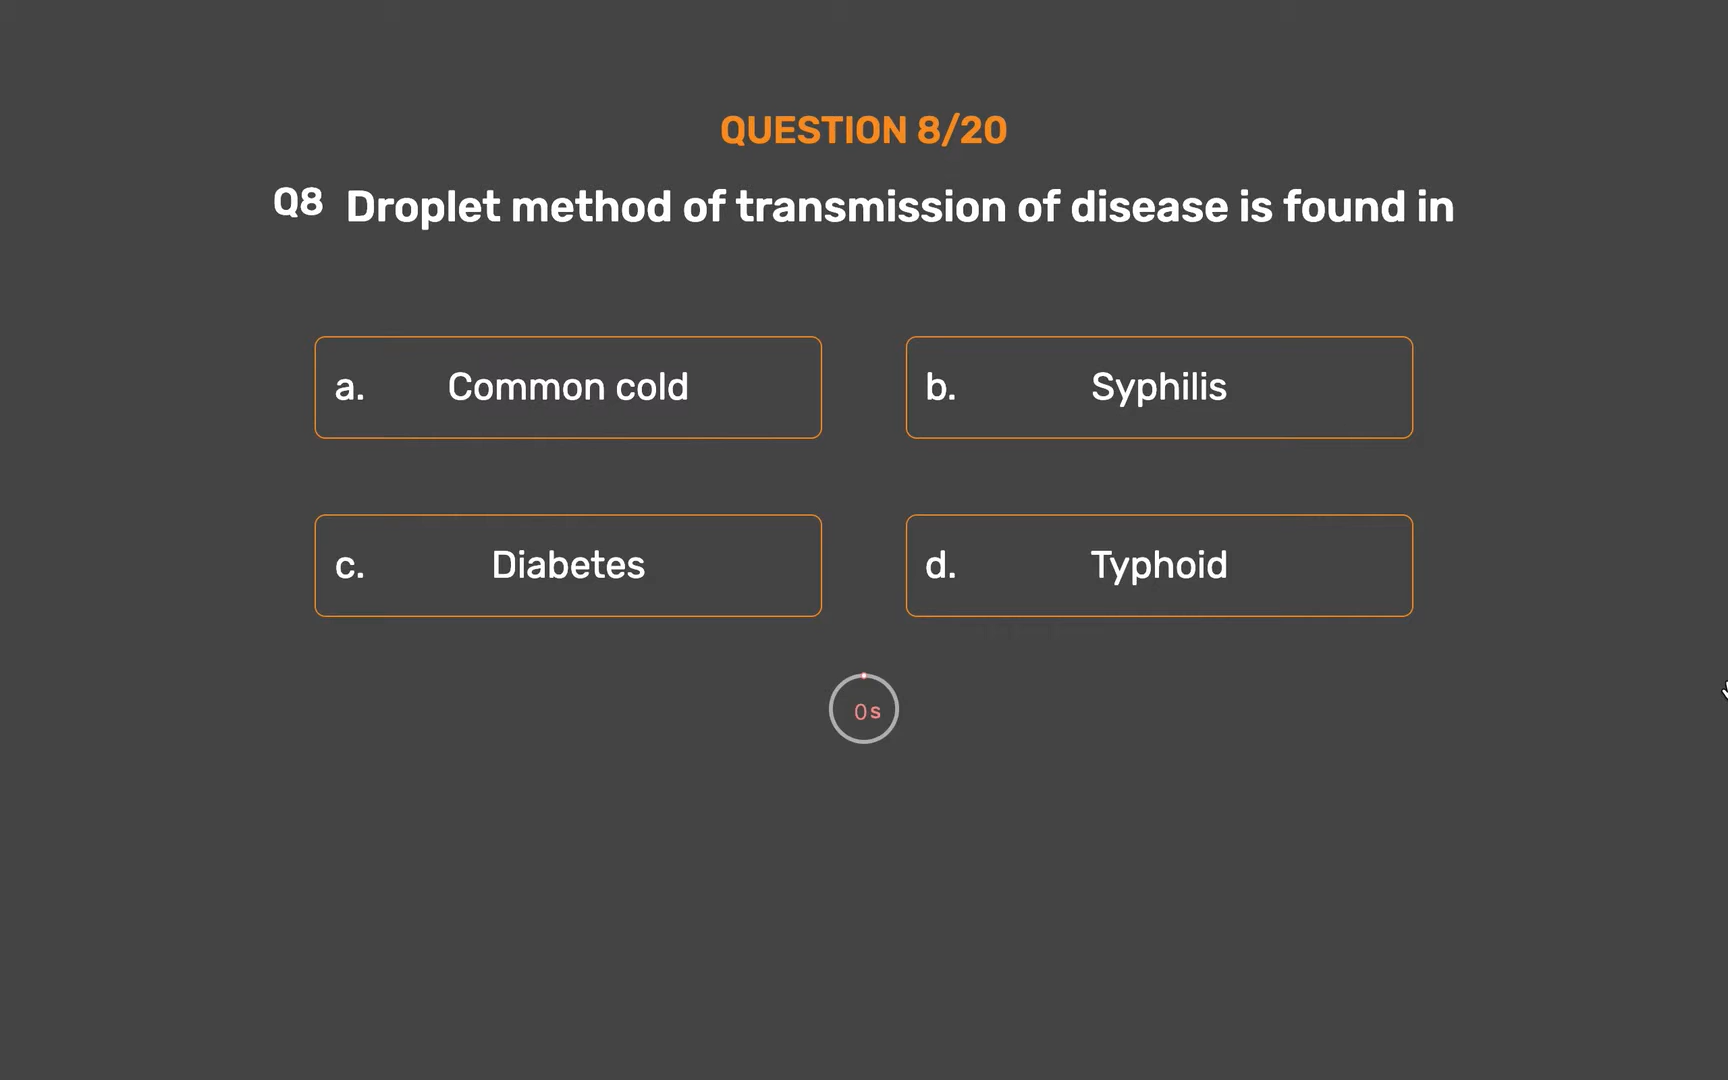 QUESTION 8/20
Q8 Droplet method of transmission of disease is found in
a. Common cold
b. Syphilis
c. Diabetes
d. Typhoid
0s